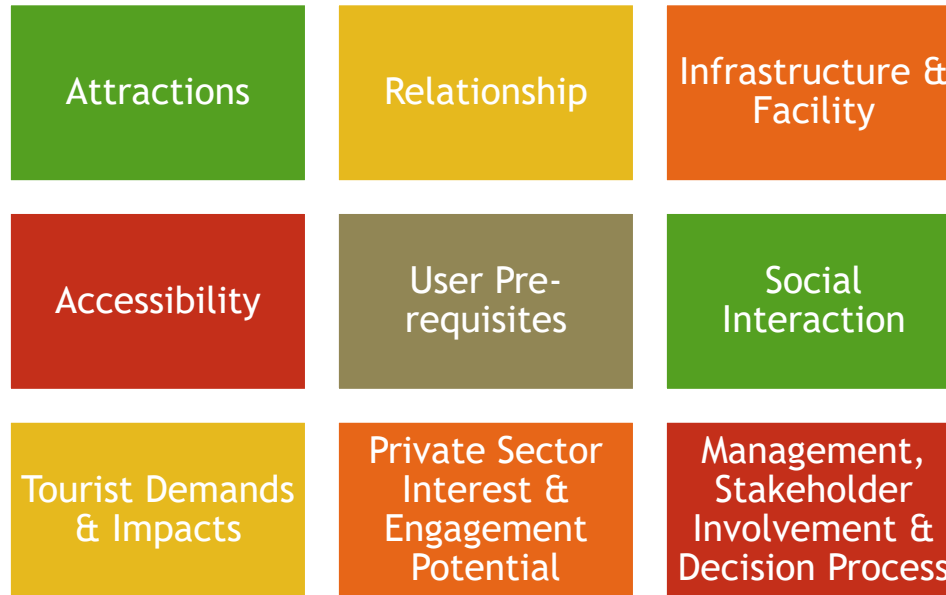 Attractions
Relationship
Infrastructure &
Facility
Accessibility
User Pre-
requisites
Social
Interaction
Tourist Demands
& Impacts
Private Sector
Interest &
Engagement
Potential
Management,
Stakeholder
Involvement &
Decision Process